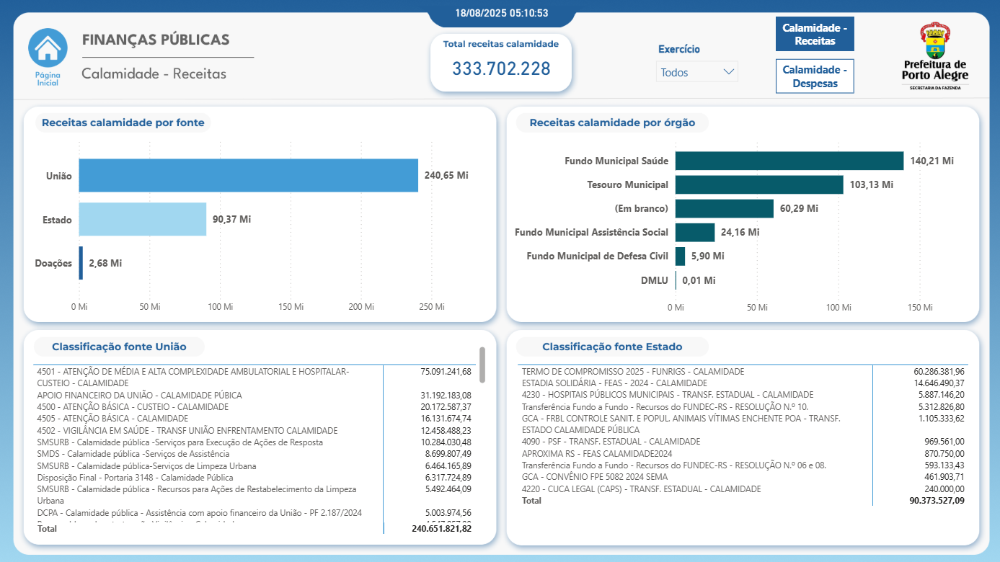 18/08/2025 05:10:53
FINANÇAS PÚBLICAS
Calamidade - Receitas
Página
Inicial
Total receitas calamidade
333.702.228
Exercício
Todos
Calamidade -
Receitas
Calamidade -
Despesas
Prefeitura de
Porto Alegre
SECRETARIA DA FAZENDA
Receitas calamidade por fonte
União
240,65 Mi
Estado
90,37 Mi
Doações
2,68 Mi
0 Mi
50 Mi
100 Mi
150 Mi
200 Mi
250 Mi
Receitas calamidade por órgão
Fundo Municipal Saúde
140,21 Mi
Tesouro Municipal
103,13 Mi
(Em branco)
60,29 Mi
Fundo Municipal Assistência Social
24,16 Mi
Fundo Municipal de Defesa Civil
5,90 Mi
DMLU
0,01 Mi
0 Mi
50 Mi
100 Mi
150 Mi
Classificação fonte União
4501 - ATENÇÃO DE MÉDIA E ALTA COMPLEXIDADE AMBULATORIAL E HOSPITALAR- 75.091.241,68
CUSTEIO - CALAMIDADE
APOIO FINANCEIRO DA UNIÃO - CALAMIDADE PÚBICA 31.192.183,08
4500 - ATENÇÃO BÁSICA - CUSTEIO - CALAMIDADE 20.172.587,37
4505 - ATENÇÃO BÁSICA - CALAMIDADE 16.131.674,74
4502 - VIGILÂNCIA EM SAÚDE - TRANSF UNIÃO ENFRENTAMENTO CALAMIDADE 12.458.488,23
SMSURB - Calamidade pública -Serviços para Execução de Ações de Resposta 10.284.030,48
SMDS - Calamidade pública -Serviços de Assistência 8.699.807,49
SMSURB - Calamidade pública-Serviços de Limpeza Urbana 6.464.165,89
Disposição Final - Portaria 3148 - Calamidade Pública 6.317.724,89
SMSURB - Calamidade pública - Recursos para Ações de Restabelecimento da Limpeza 5.492.464,09
Urbana
DCPA - Calamidade pública - Assistência com apoio financeiro da União - PF 2.187/2024 5.003.974,56
Total 240.651.821,82
Classificação fonte Estado
TERMO DE COMPROMISSO 2025 - FUNRIGS - CALAMIDADE 60.286.381,96
ESTADIA SOLIDÁRIA - FEAS - 2024 - CALAMIDADE 14.646.490,37
4230 - HOSPITAIS PÚBLICOS MUNICIPAIS - TRANSF. ESTADUAL - CALAMIDADE 5.887.146,20
Transferência Fundo a Fundo - Recursos do FUNDEC-RS - RESOLUÇÃO N.º 10. 5.312.826,80
GCA - FRBL CONTROLE SANIT. E POPUL. ANIMAIS VÍTIMAS ENCHENTE POA - TRANSF. 1.105.333,62
ESTADO CALAMIDADE PÚBLICA
4090 - PSF - TRANSF. ESTADUAL - CALAMIDADE 969.561,00
APROXIMA RS - FEAS CALAMIDADE2024 870.750,00
Transferência Fundo a Fundo - Recursos do FUNDEC-RS - RESOLUÇÃO N.º 06 e 08. 593.133,43
GCA - CONVÊNIO FPE 5082 2024 SEMA 461.903,71
4220 - CUCA LEGAL (CAPS) - TRANSF. ESTADUAL - CALAMIDADE 240.000,00
Total 90.373.527,09